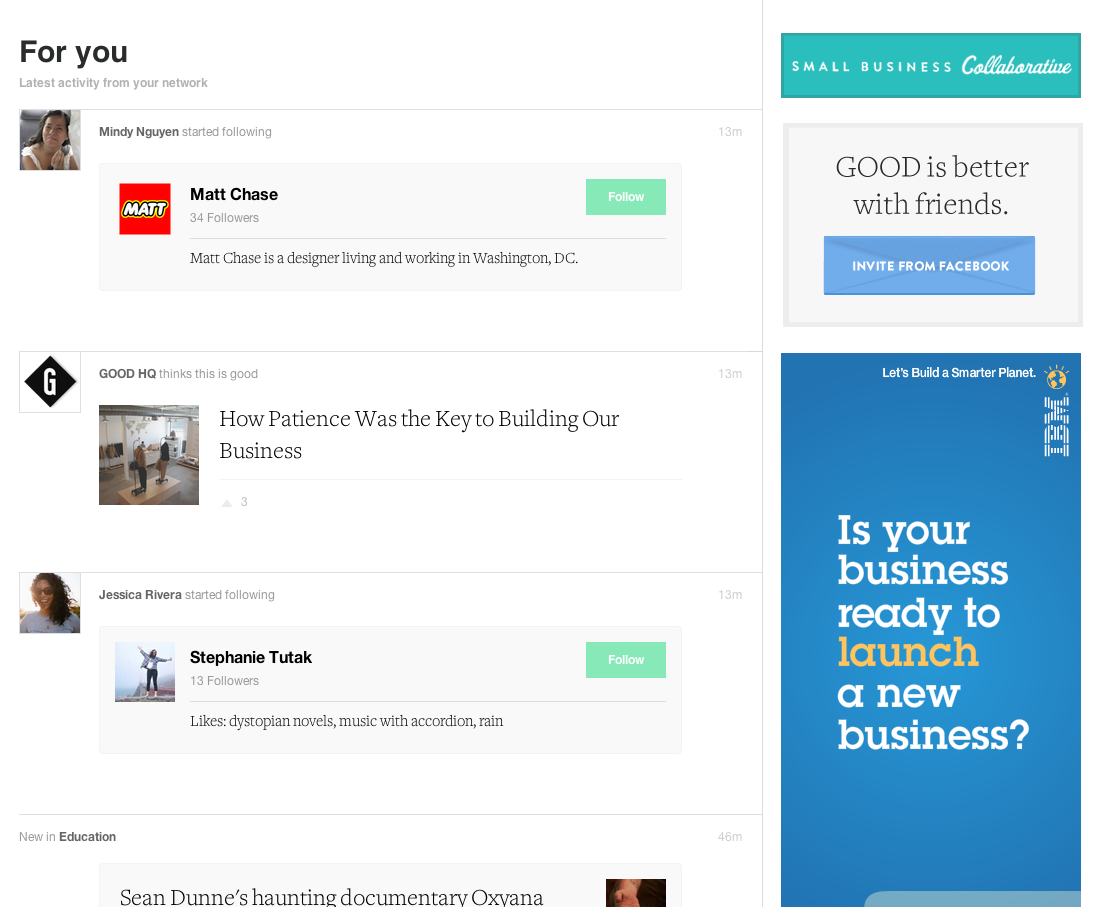 For you
Latest activity from your network
Mindy Nguyen started following
13m
MATT
Matt Chase
34 Followers
Follow
Matt Chase is a designer living and working in Washington, DC.
G
GOOD HQ thinks this is good
13m
How Patience Was the Key to Building Our
Business
3
Jessica Rivera started following
13m
Stephanie Tutak
13 Followers
Follow
Likes: dystopian novels, music with accordion, rain
New in Education
46m
Sean Dunne's haunting documentary Oxyana
SMALL BUSINESS Collaborative
GOOD is better
with friends.
INVITE FROM FACEBOOK
Let's Build a Smarter Planet.
IBM
Is your
business
ready to
launch
a new
business?